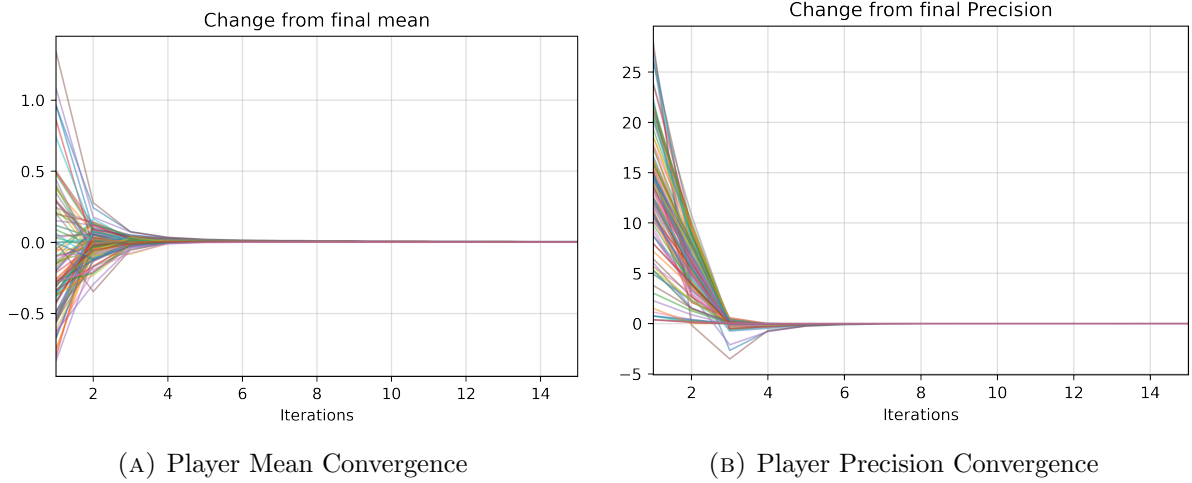 Change from final mean
1.0
0.5
0.0
−0.5
2 4 6 8 10 12 14
Iterations
(A) Player Mean Convergence
Change from final Precision
25
20
15
10
5
0
−5
2 4 6 8 10 12 14
Iterations
(B) Player Precision Convergence